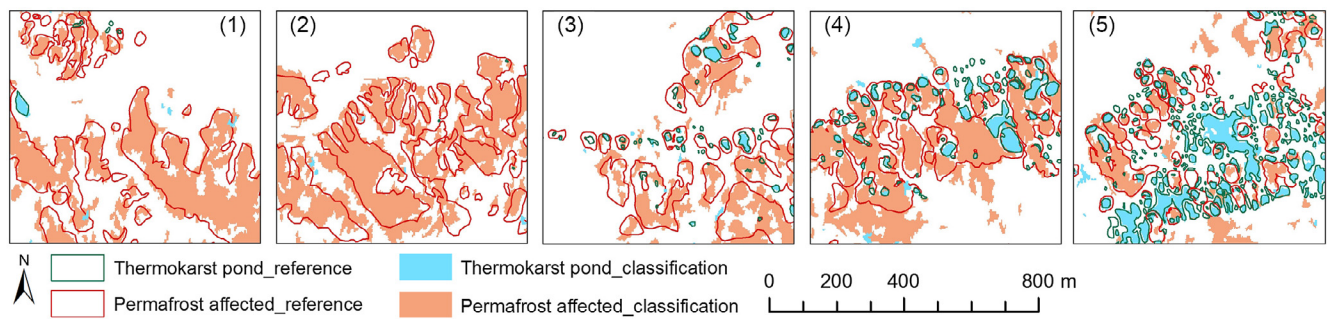 (1) (2) (3) (4) (5)
N Thermokarst pond_reference Thermokarst pond_classification
Permafrost affected_reference Permafrost affected_classification
0 200 400 800 m